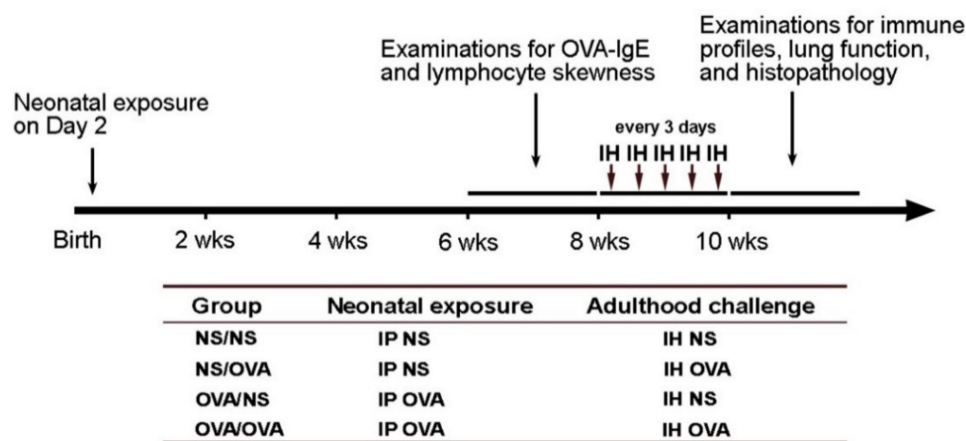 Neonatal exposure
on Day 2
Examinations for OVA-IgE
and lymphocyte skewness
Examinations for immune
profiles, lung function,
and histopathology
every 3 days
IH IH IH IH IH
Birth 2 wks 4 wks 6 wks 8 wks 10 wks
Group Neonatal exposure Adulthood challenge
NS/NS IP NS IH NS
NS/OVA IP NS IH OVA
OVA/NS IP OVA IH NS
OVA/OVA IP OVA IH OVA